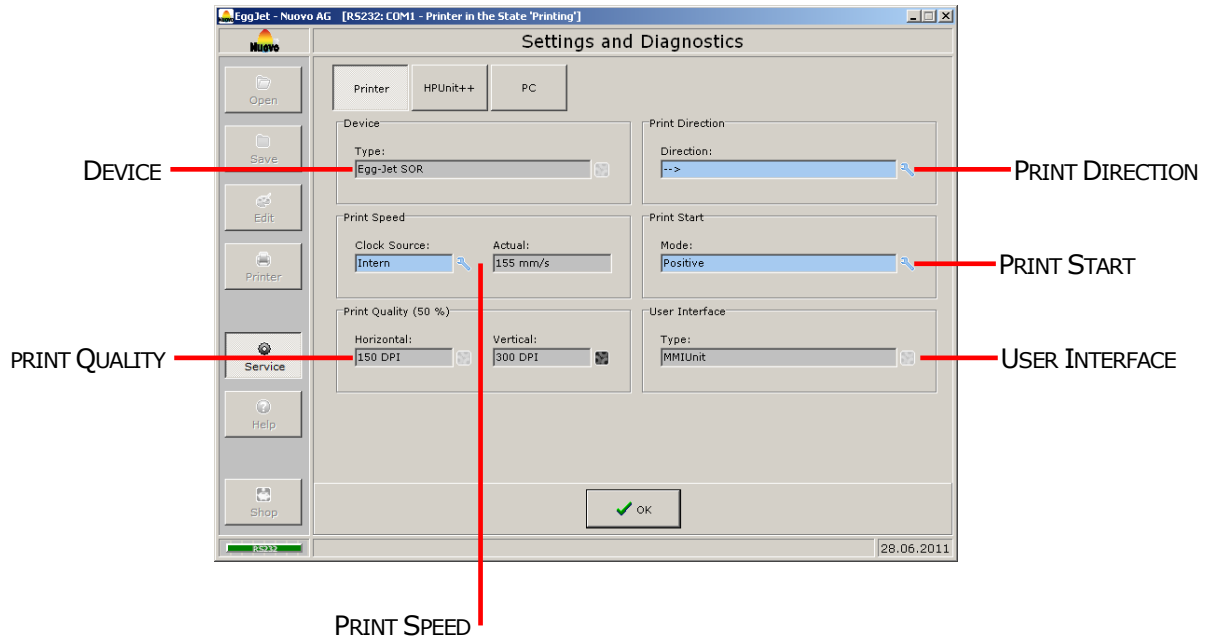 EggJet - Nuovo AG [RS232: COM1 - Printer in the State 'Printing']
Nuovo
Settings and Diagnostics
Open
Save
Edit
Printer
Service
Help
Shop
RS232
Printer HPUnit++ PC
Device
Type:
Egg-Jet SOR
Print Direction
Direction:
-->
Print Speed
Clock Source: Actual:
Intern 155 mm/s
Print Start
Mode:
Positive
Print Quality (50 %)
Horizontal: Vertical:
150 DPI 300 DPI
User Interface
Type:
MMIUnit
OK
28.06.2011
DEVICE
PRINT QUALITY
PRINT SPEED
PRINT DIRECTION
PRINT START
USER INTERFACE